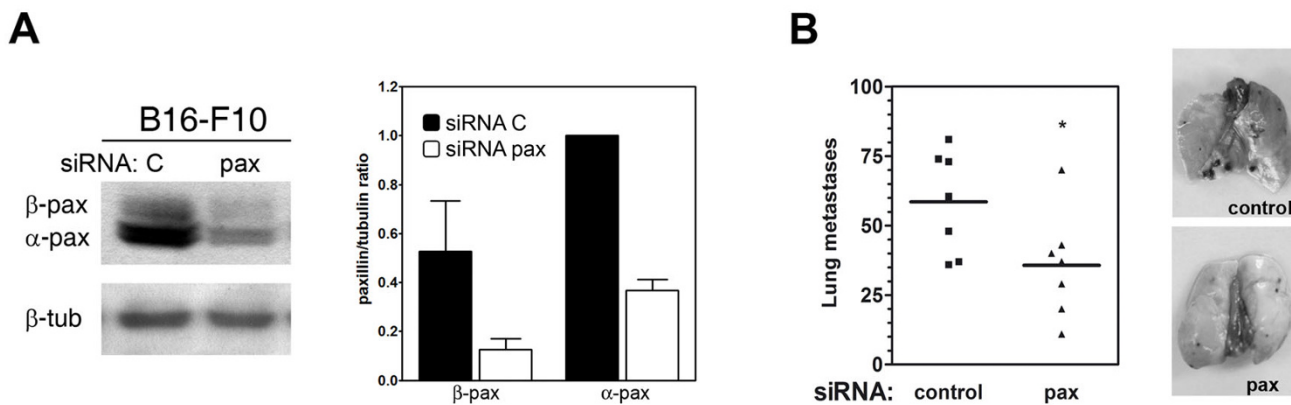 A
B16-F10
siRNA: C pax
β-pax
α-pax
β-tub
paxillin/tubulin ratio
1.2
1.0
0.8
0.6
0.4
0.2
0.0
siRNA C
siRNA pax
β-pax α-pax
B
Lung metastases
100
75
50
25
0
*
siRNA: control pax
control
pax